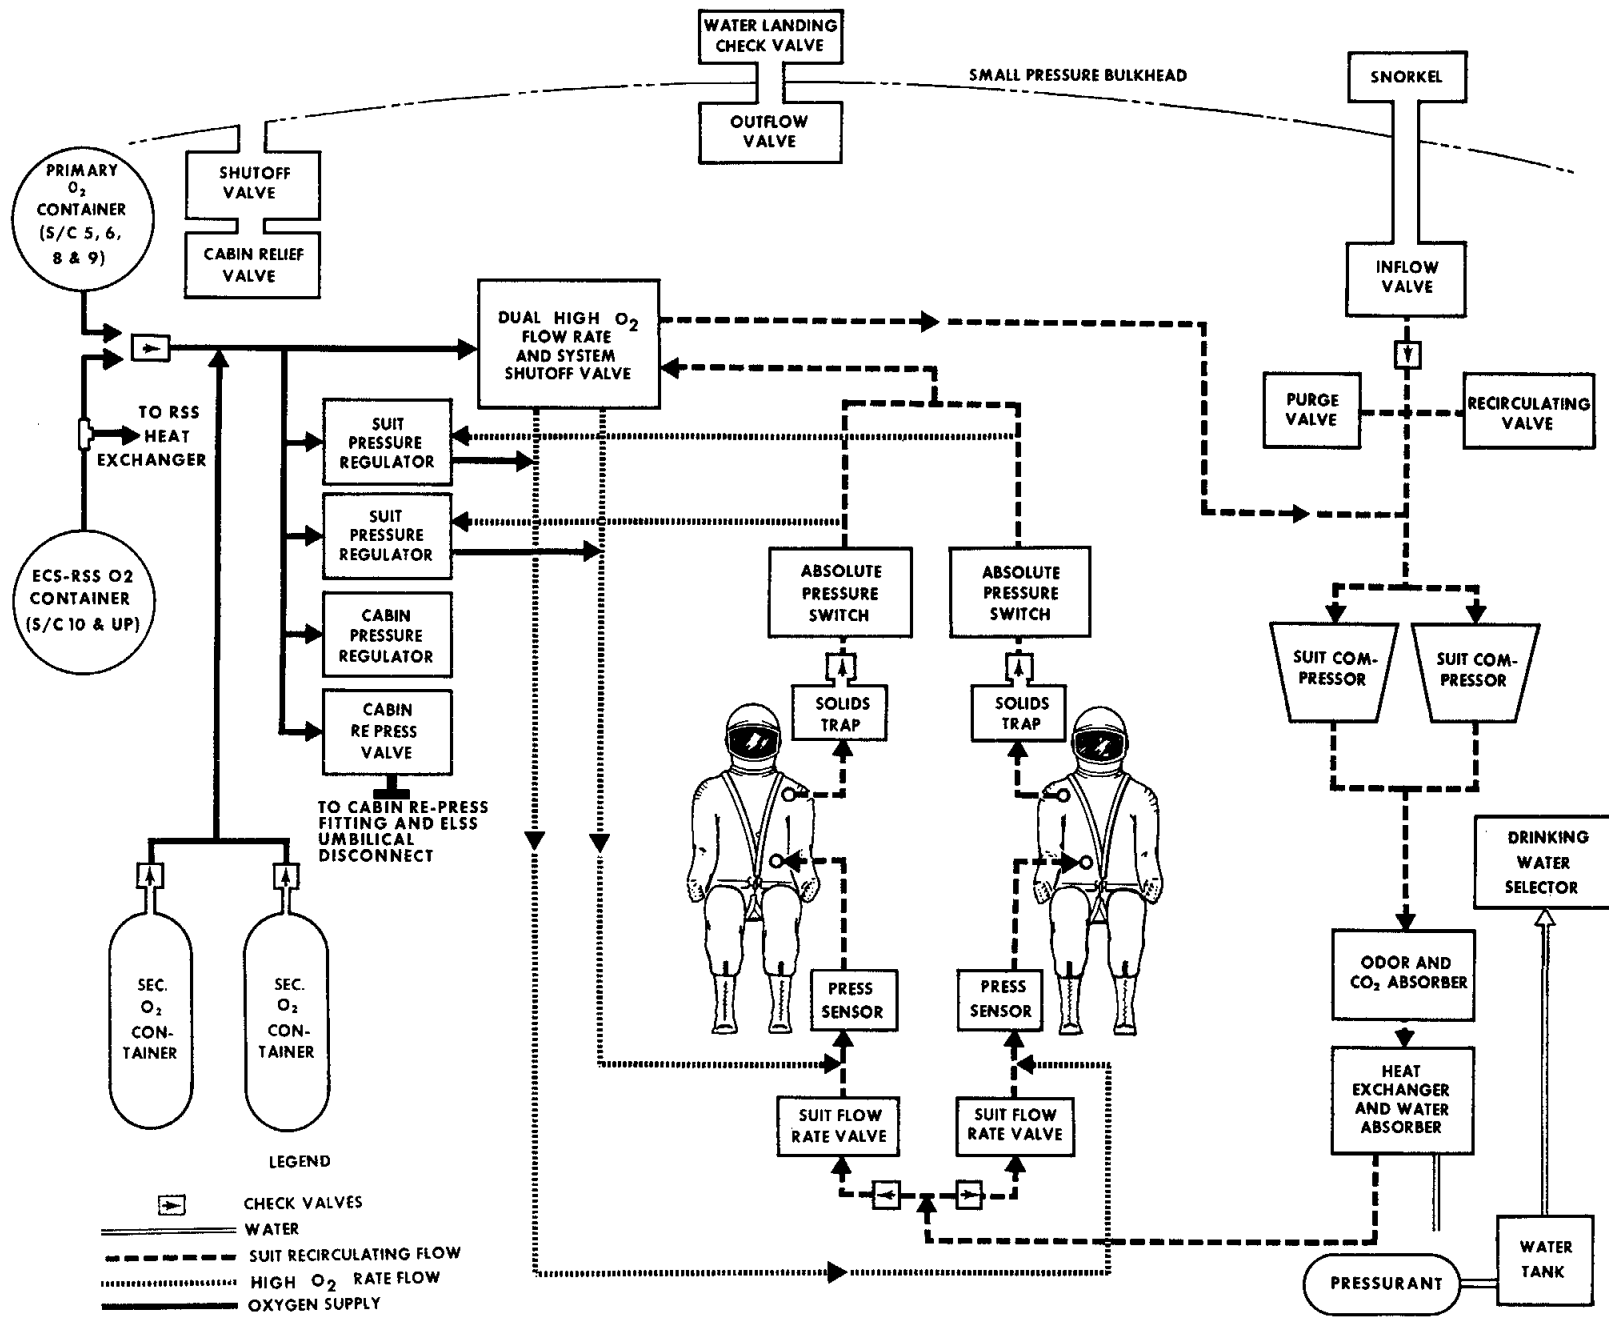 WATER LANDING
CHECK VALVE
SMALL PRESSURE BULKHEAD
SNORKEL
OUTFLOW
VALVE
PRIMARY
O2
CONTAINER
(S/C 5, 6,
8 & 9)
SHUTOFF
VALVE
CABIN RELIEF
VALVE
INFLOW
VALVE
DUAL HIGH O2
FLOW RATE
AND SYSTEM
SHUTOFF VALVE
TO RSS
HEAT
EXCHANGER
SUIT
PRESSURE
REGULATOR
SUIT
PRESSURE
REGULATOR
CABIN
PRESSURE
REGULATOR
CABIN
RE PRESS
VALVE
TO CABIN RE-PRESS
FITTING AND ELSS
UMBILICAL
DISCONNECT
PURGE
VALVE
RECIRCULATING
VALVE
ECS-RSS O2
CONTAINER
(S/C 10 & UP)
ABSOLUTE
PRESSURE
SWITCH
ABSOLUTE
PRESSURE
SWITCH
SOLIDS
TRAP
SOLIDS
TRAP
SUIT COM-
PRESSOR
SUIT COM-
PRESSOR
DRINKING
WATER
SELECTOR
SEC.
O2
CON-
TAINER
SEC.
O2
CON-
TAINER
PRESS
SENSOR
PRESS
SENSOR
ODOR AND
CO2 ABSORBER
HEAT
EXCHANGER
AND WATER
ABSORBER
SUIT FLOW
RATE VALVE
SUIT FLOW
RATE VALVE
WATER
TANK
PRESSURANT
LEGEND
CHECK VALVES
WATER
SUIT RECIRCULATING FLOW
HIGH O2 RATE FLOW
OXYGEN SUPPLY